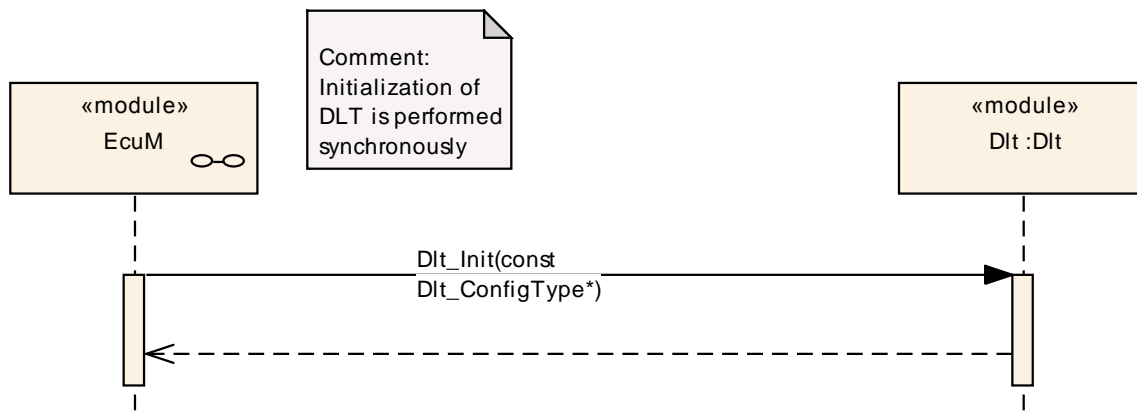 Comment:
Initialization of
DLT is performed
synchronously
«module»
EcuM
«module»
Dlt :Dlt
Dlt_Init(const
Dlt_ConfigType*)